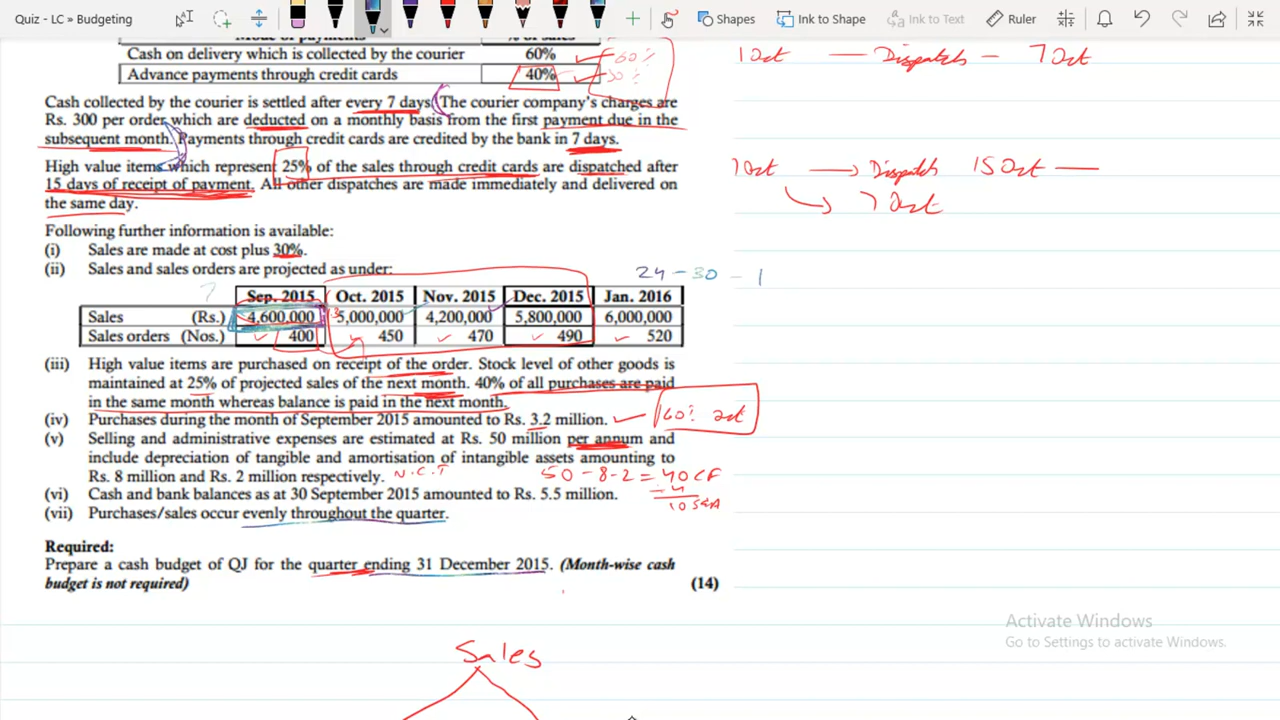 Quiz - LC » Budgeting
Shapes
Ink to Shape
Ink to Text
Ruler
Mode of payments % of sales
Cash on delivery which is collected by the courier 60%
Advance payments through credit cards 40%
60%
1 Oct — Dispatch — 7 Oct
Cash collected by the courier is settled after every 7 days. The courier company's charges are
Rs. 300 per order which are deducted on a monthly basis from the first payment due in the
subsequent month. Payments through credit cards are credited by the bank in 7 days.
High value items which represent 25% of the sales through credit cards are dispatched after
15 days of receipt of payment. All other dispatches are made immediately and delivered on
the same day.
Oct → Dispatch 15 Oct —
7 Oct
Following further information is available:
(i) Sales are made at cost plus 30%.
(ii) Sales and sales orders are projected as under:
24 - 30 - 1
Sep. 2015 Oct. 2015 Nov. 2015 Dec. 2015 Jan. 2016
Sales (Rs.) 4,600,000 5,000,000 4,200,000 5,800,000 6,000,000
Sales orders (Nos.) 400 450 470 490 520
(iii) High value items are purchased on receipt of the order. Stock level of other goods is
maintained at 25% of projected sales of the next month. 40% of all purchases are paid
in the same month whereas balance is paid in the next month.
(iv) Purchases during the month of September 2015 amounted to Rs. 3.2 million.
60% oct
(v) Selling and administrative expenses are estimated at Rs. 50 million per annum and
include depreciation of tangible and amortisation of intangible assets amounting to
Rs. 8 million and Rs. 2 million respectively.
N.C.T
50 - 8 - 2 = 40 CF
÷ 4
10 S&A
(vi) Cash and bank balances as at 30 September 2015 amounted to Rs. 5.5 million.
(vii) Purchases/sales occur evenly throughout the quarter.
Required:
Prepare a cash budget of QJ for the quarter ending 31 December 2015. (Month-wise cash
budget is not required) (14)
Activate Windows
Go to Settings to activate Windows.
Sales